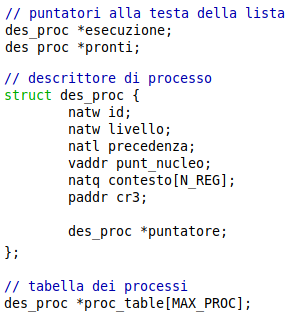 // puntatori alla testa della lista
des_proc *esecuzione;
des_proc *pronti;
// descrittore di processo
struct des_proc {
natw id;
natw livello;
natl precedenza;
vaddr punt_nucleo;
natq contesto[N_REG];
paddr cr3;
des_proc *puntatore;
};
// tabella dei processi
des_proc *proc_table[MAX_PROC];